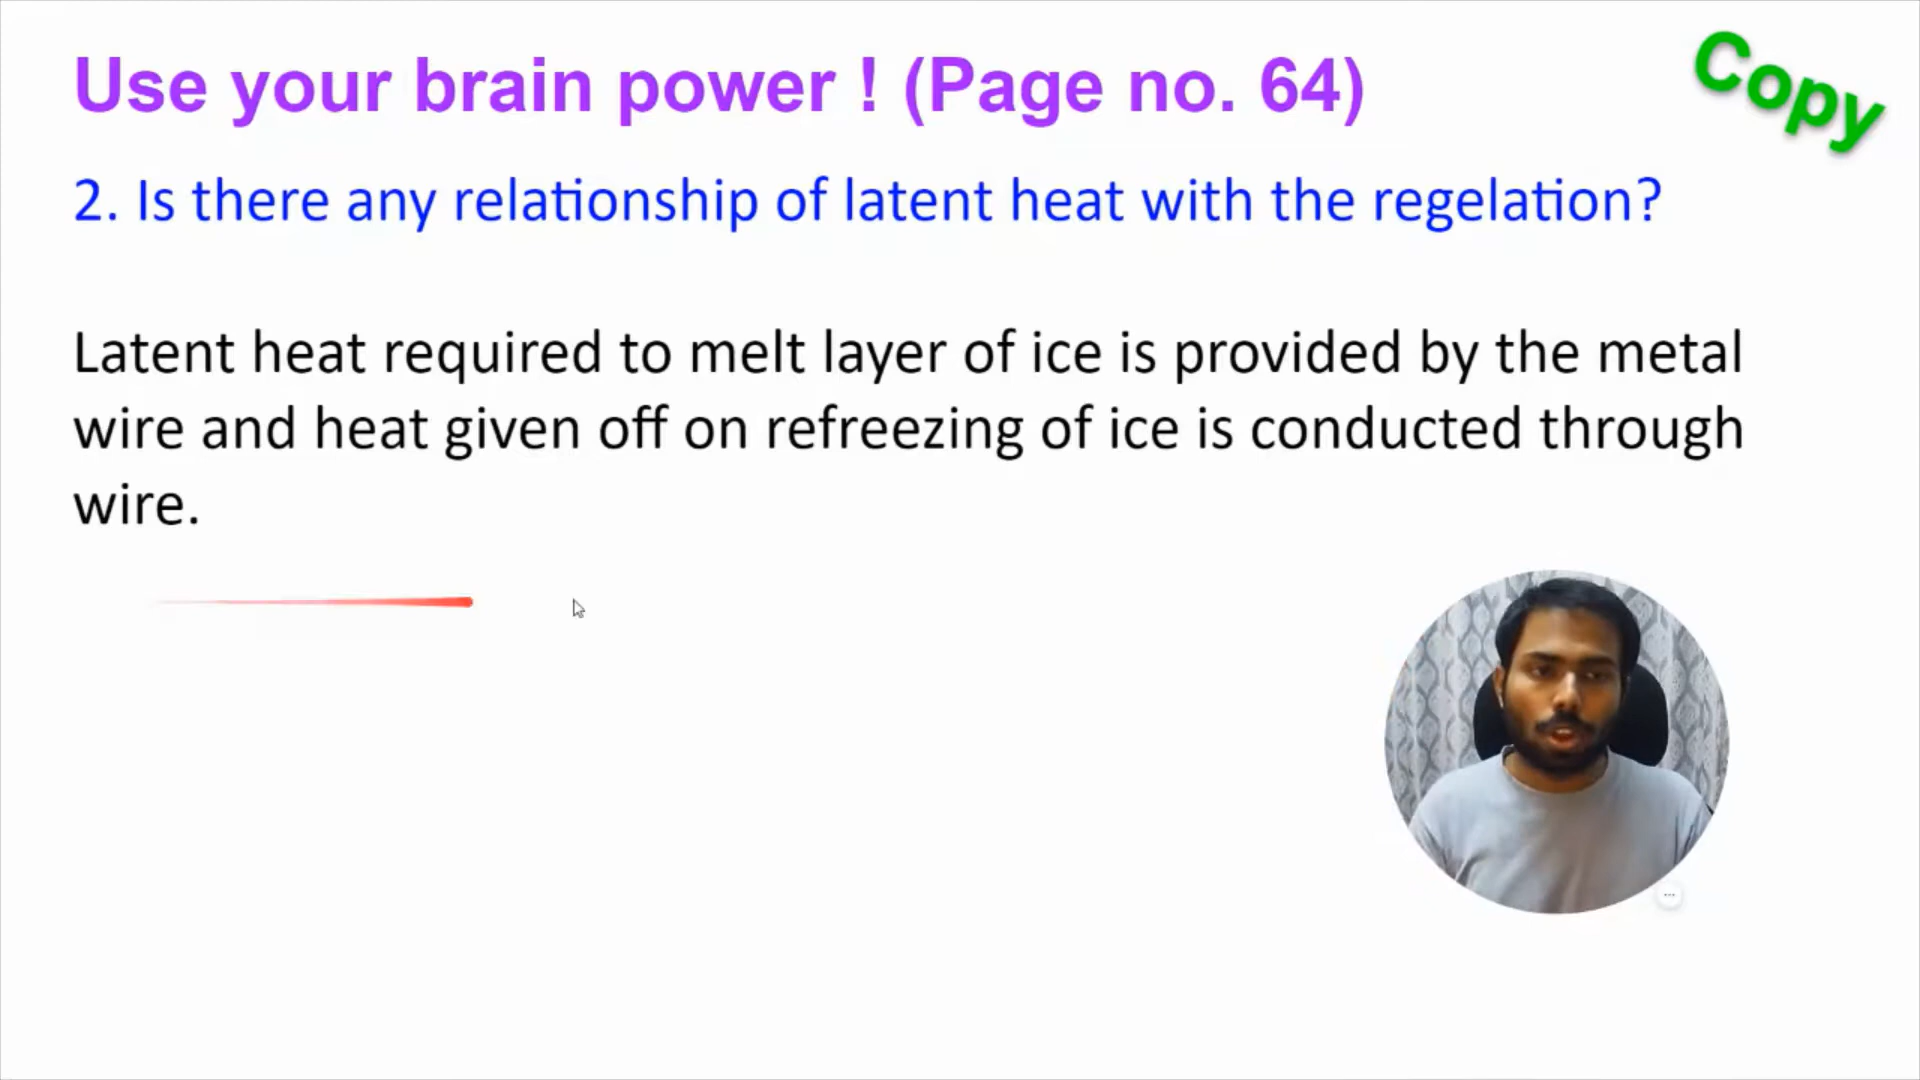 Use your brain power ! (Page no. 64)
Copy
2. Is there any relationship of latent heat with the regelation?
Latent heat required to melt layer of ice is provided by the metal
wire and heat given off on refreezing of ice is conducted through
wire.